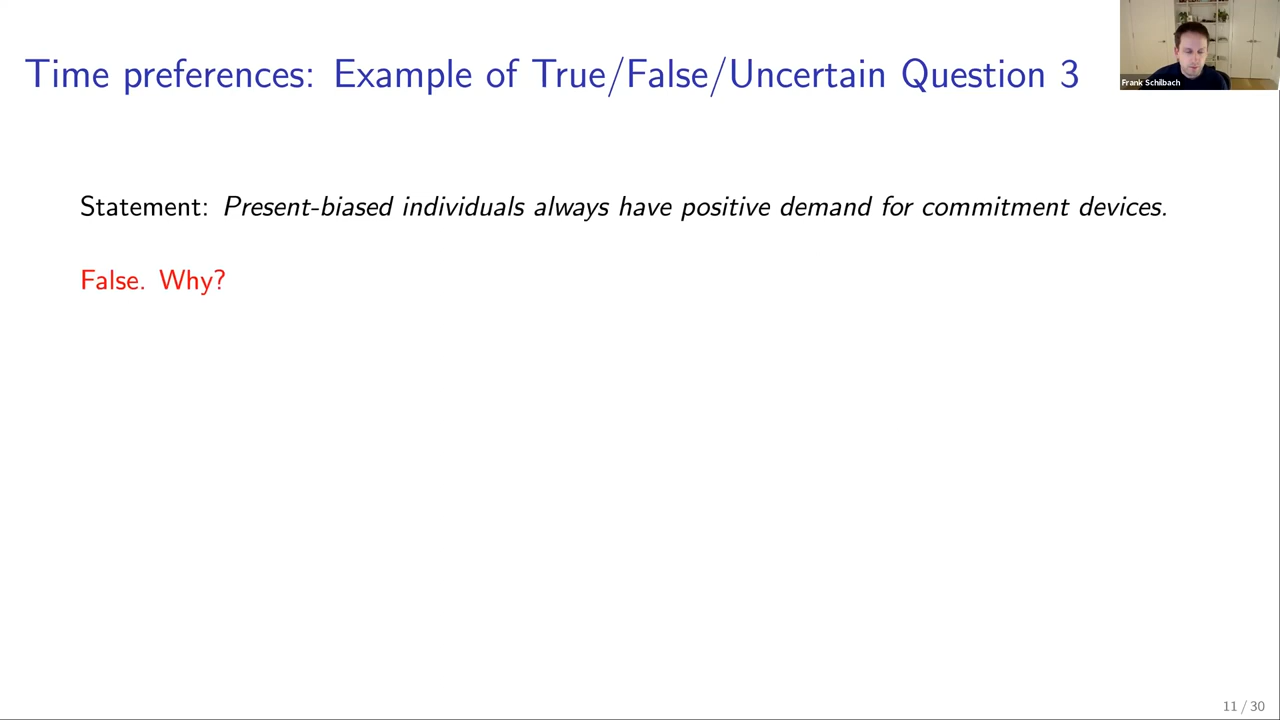 Time preferences: Example of True/False/Uncertain Question 3
Frank Schilbach
Statement: Present-biased individuals always have positive demand for commitment devices.
False. Why?
11 / 30